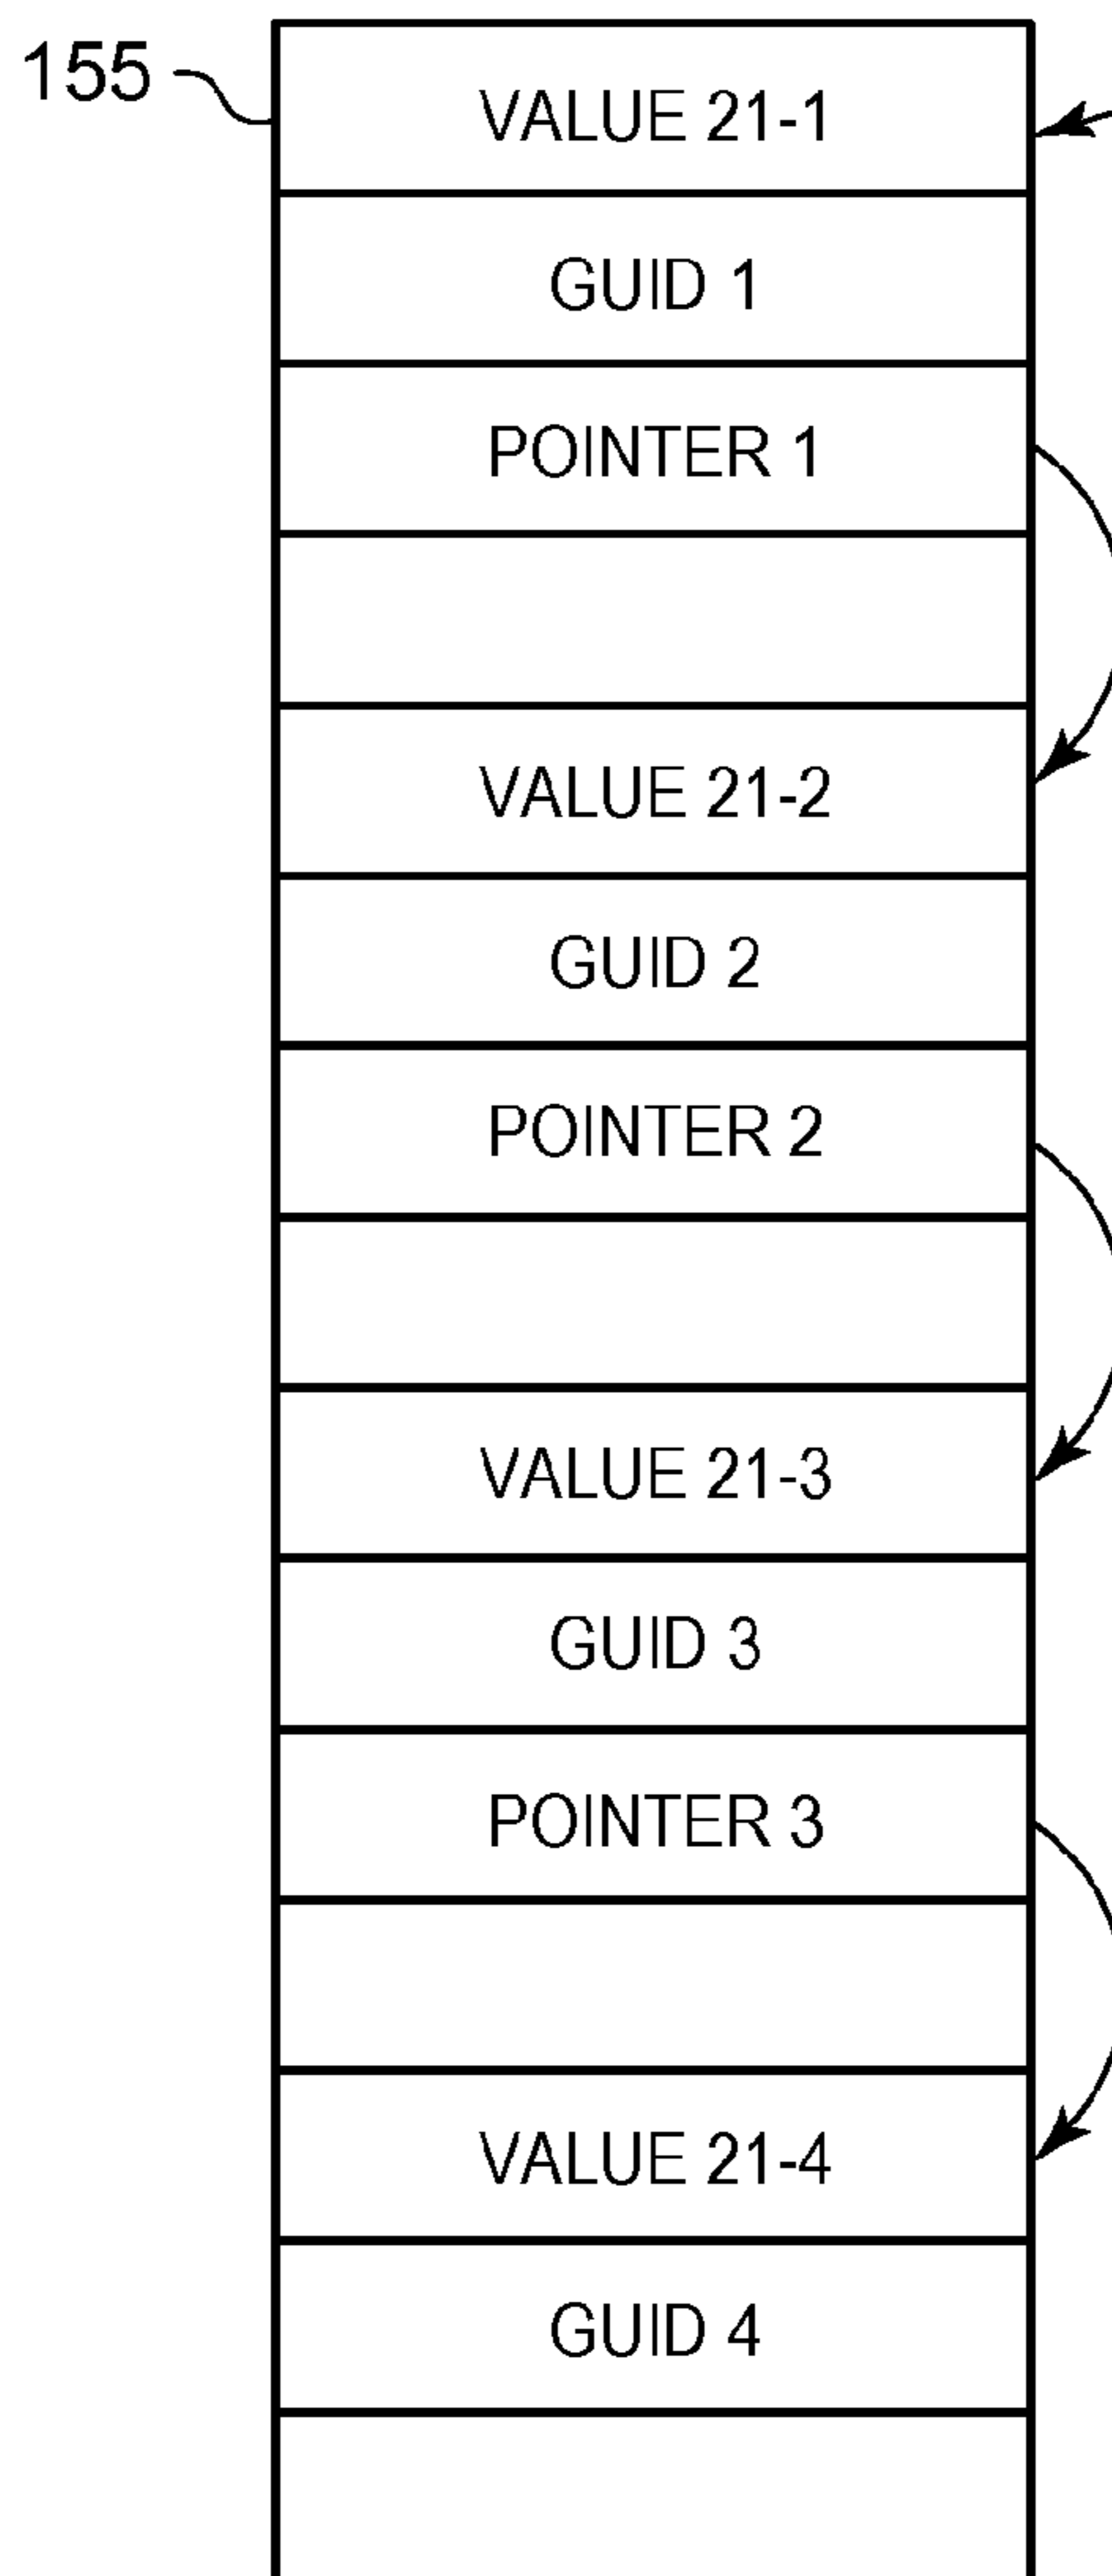 155
VALUE 21-1
GUID 1
POINTER 1
VALUE 21-2
GUID 2
POINTER 2
VALUE 21-3
GUID 3
POINTER 3
VALUE 21-4
GUID 4